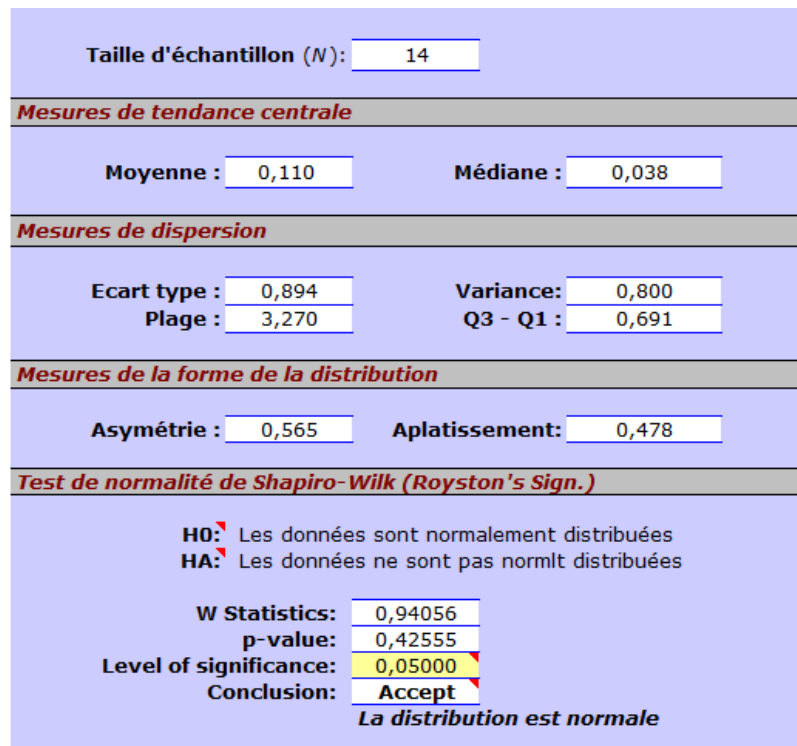 Taille d'échantillon (N): 14
Mesures de tendance centrale
Moyenne : 0,110 Médiane : 0,038
Mesures de dispersion
Ecart type : 0,894 Variance: 0,800
Plage : 3,270 Q3 - Q1 : 0,691
Mesures de la forme de la distribution
Asymétrie : 0,565 Aplatissement: 0,478
Test de normalité de Shapiro-Wilk (Royston's Sign.)
H0: Les données sont normalement distribuées
HA: Les données ne sont pas normlt distribuées
W Statistics: 0,94056
p-value: 0,42555
Level of significance: 0,05000
Conclusion: Accept
La distribution est normale